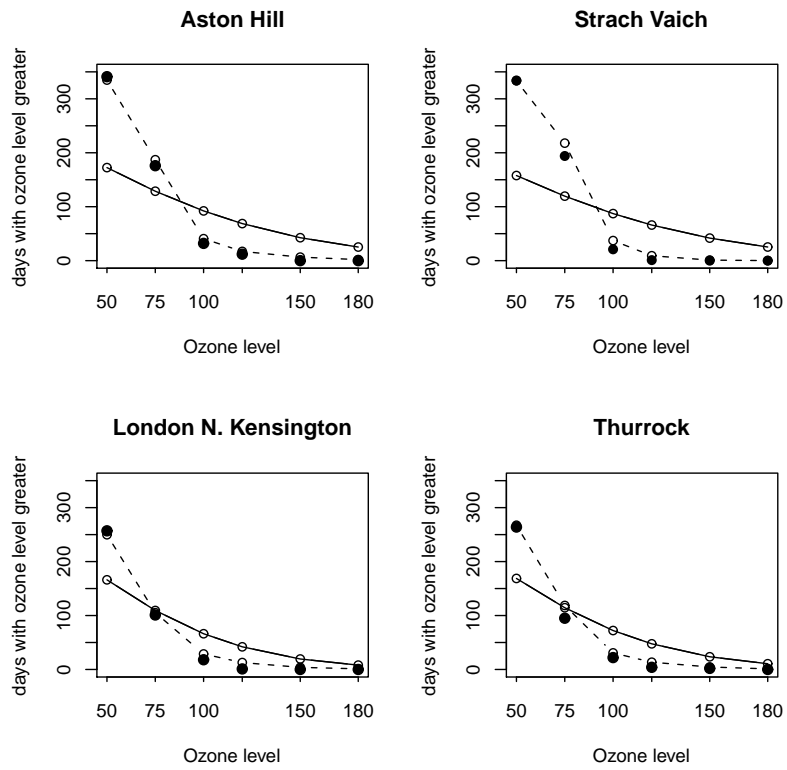 Aston Hill
days with ozone level greater
0 100 200 300
50 75 100 150 180
Ozone level
Strach Vaich
days with ozone level greater
0 100 200 300
50 75 100 150 180
Ozone level
London N. Kensington
days with ozone level greater
0 100 200 300
50 75 100 150 180
Ozone level
Thurrock
days with ozone level greater
0 100 200 300
50 75 100 150 180
Ozone level